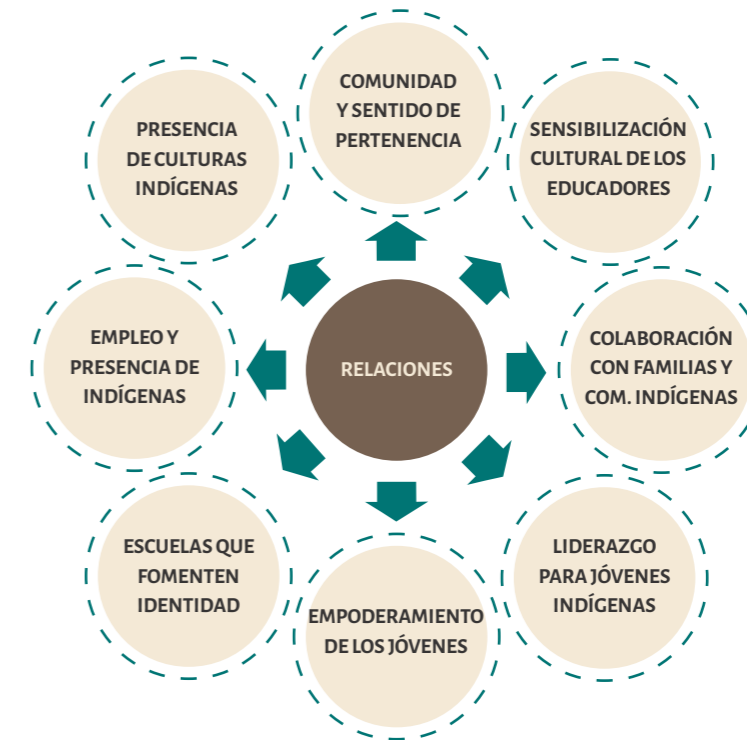 COMUNIDAD
Y SENTIDO DE
PERTENENCIA
SENSIBILIZACIÓN
CULTURAL DE LOS
EDUCADORES
COLABORACIÓN
CON FAMILIAS Y
COM. INDÍGENAS
LIDERAZGO
PARA JÓVENES
INDÍGENAS
EMPODERAMIENTO
DE LOS JÓVENES
ESCUELAS QUE
FOMENTEN
IDENTIDAD
EMPLEO Y
PRESENCIA DE
INDÍGENAS
PRESENCIA
DE CULTURAS
INDÍGENAS
RELACIONES